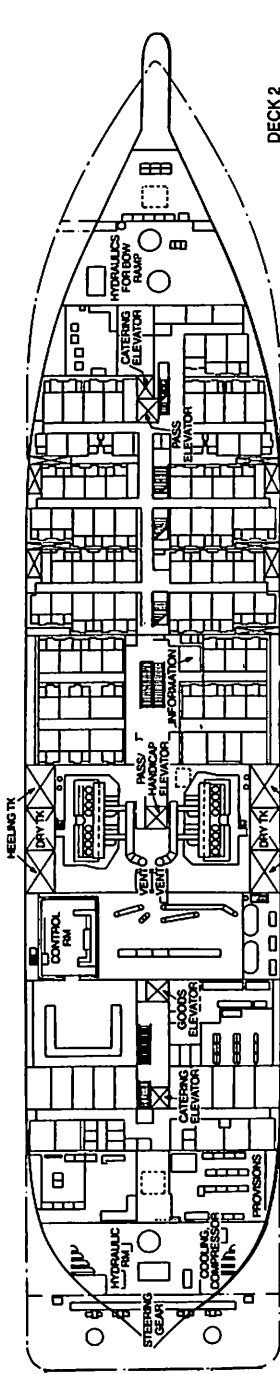 DECK 2
HYDRAULICS
FOR BOW
RAMP
CATERING
ELEVATOR
PASS
ELEVATOR
INFORMATION
HEELING TK
DRY TK
PASS/
HANDICAP
ELEVATOR
DRY TK
VENT
VENT
CONTROL
RM
GOODS
ELEVATOR
CATERING
ELEVATOR
PROVISIONS
HYDRAULIC
RM
COOLING
COMPRESSOR
STEERING
GEAR